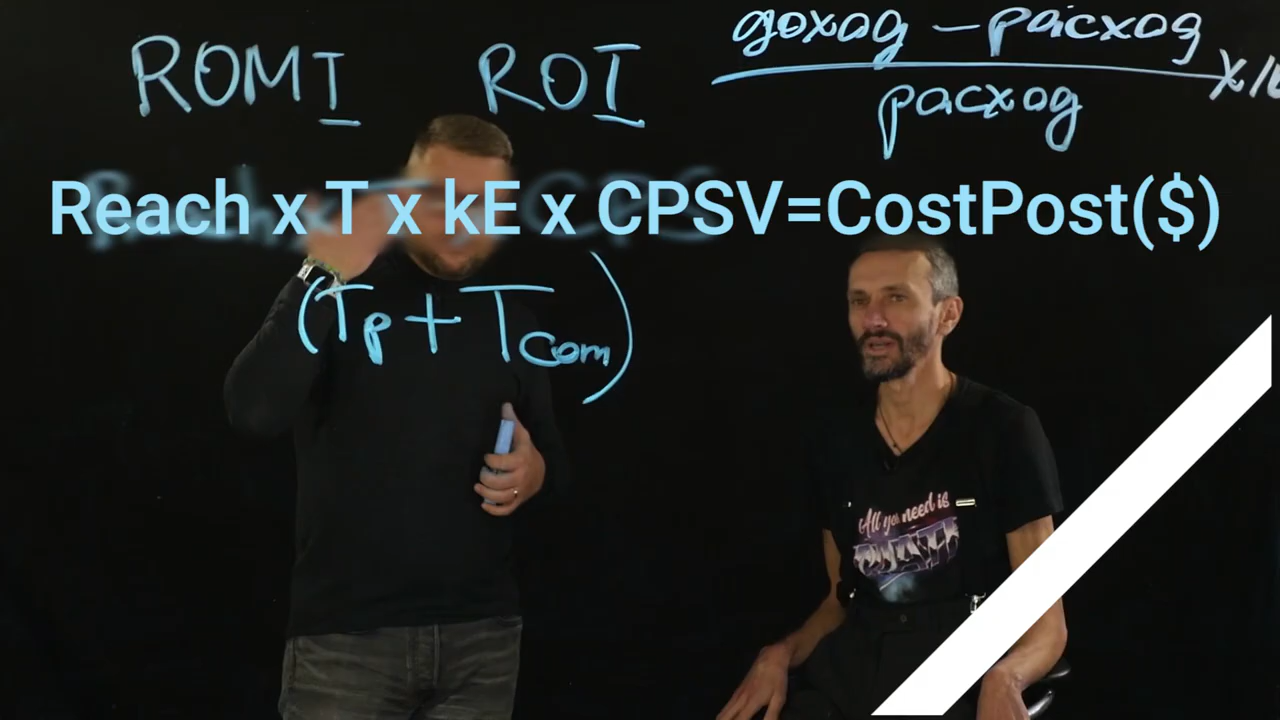 ROMI ROI
доход – расход
расход
Reach x T x kE x CPSV=CostPost($)
(Tp + Tcom)
All you need is